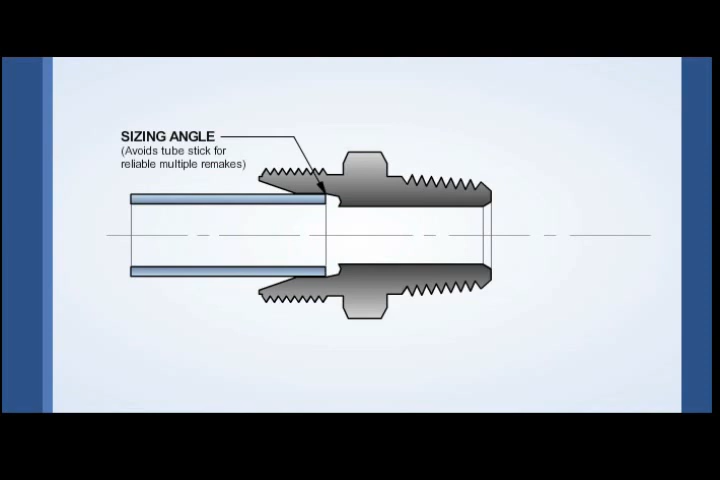 SIZING ANGLE
(Avoids tube stick for
reliable multiple remakes)